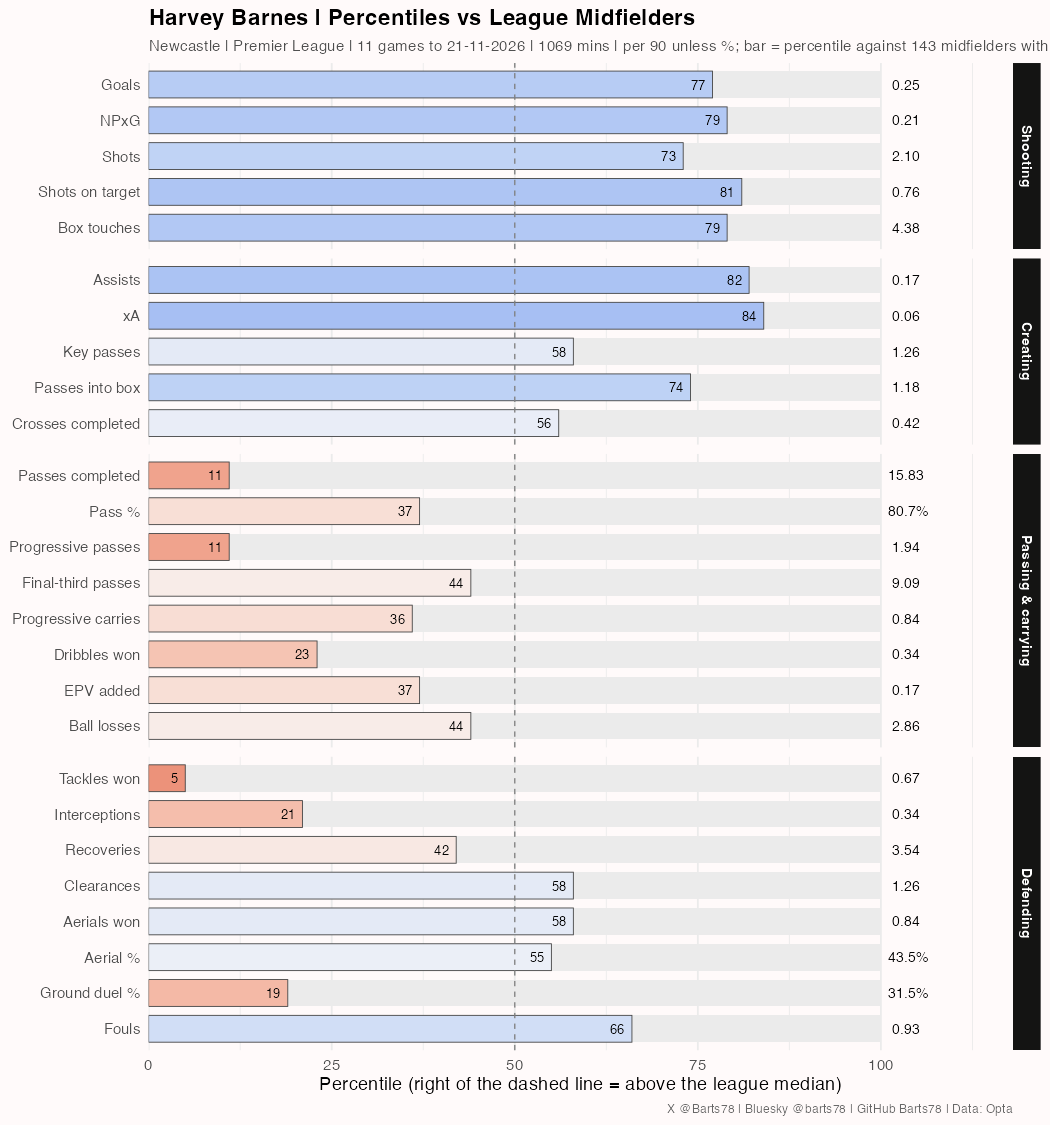 Harvey Barnes | Percentiles vs League Midfielders
Newcastle | Premier League | 11 games to 21-11-2026 | 1069 mins | per 90 unless %; bar = percentile against 143 midfielders with
Goals 77 0.25
NPxG 79 0.21
Shots 73 2.10
Shots on target 81 0.76
Box touches 79 4.38
Shooting
Assists 82 0.17
xA 84 0.06
Key passes 58 1.26
Passes into box 74 1.18
Crosses completed 56 0.42
Creating
Passes completed 11 15.83
Pass % 37 80.7%
Progressive passes 11 1.94
Final-third passes 44 9.09
Progressive carries 36 0.84
Dribbles won 23 0.34
EPV added 37 0.17
Ball losses 44 2.86
Passing & carrying
Tackles won 5 0.67
Interceptions 21 0.34
Recoveries 42 3.54
Clearances 58 1.26
Aerials won 58 0.84
Aerial % 55 43.5%
Ground duel % 19 31.5%
Fouls 66 0.93
Defending
0 25 50 75 100
Percentile (right of the dashed line = above the league median)
X @Barts78 | Bluesky @barts78 | GitHub Barts78 | Data: Opta